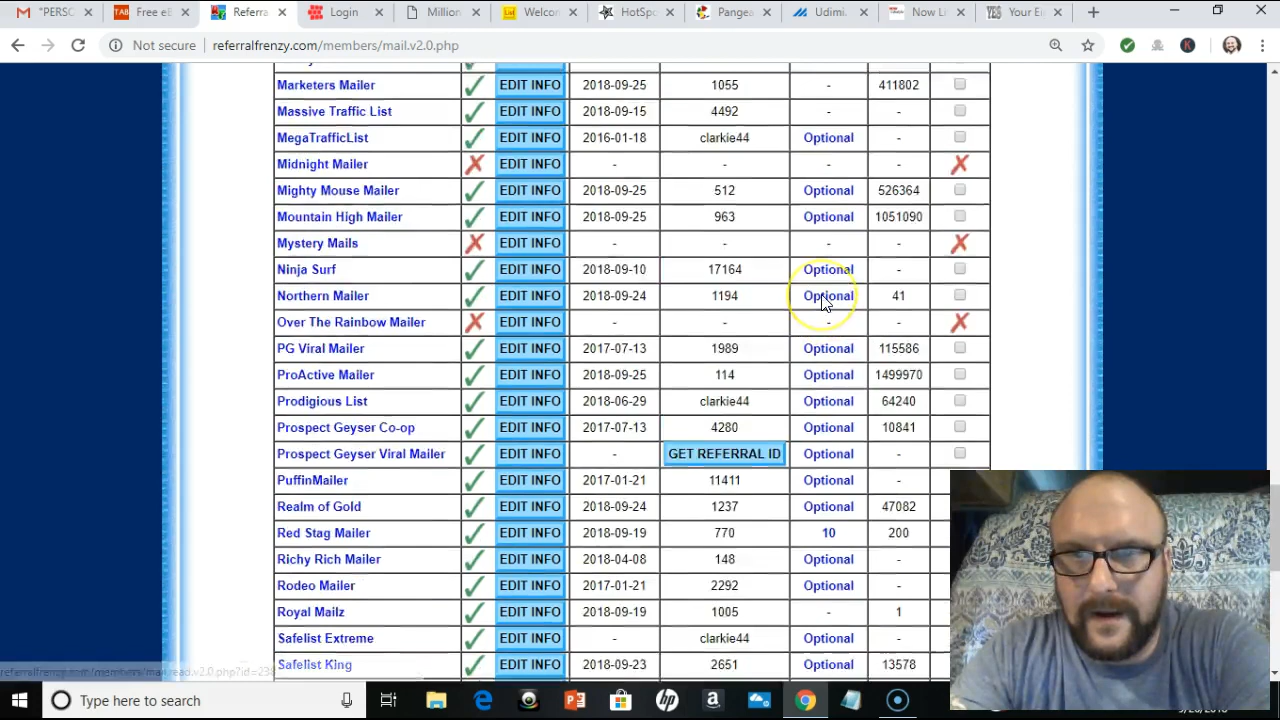 "PERSC
Free eB
Referra
Login
Million
Welcon
HotSpo
Pangea
Udimi.
Now Li
Your Ei
Not secure
referralfrenzy.com/members/mail.v2.0.php
Marketers Mailer EDIT INFO 2018-09-25 1055 - 411802
Massive Traffic List EDIT INFO 2018-09-15 4492 - -
MegaTrafficList EDIT INFO 2016-01-18 clarkie44 Optional -
Midnight Mailer EDIT INFO - - - -
Mighty Mouse Mailer EDIT INFO 2018-09-25 512 Optional 526364
Mountain High Mailer EDIT INFO 2018-09-25 963 Optional 1051090
Mystery Mails EDIT INFO - - - -
Ninja Surf EDIT INFO 2018-09-10 17164 Optional -
Northern Mailer EDIT INFO 2018-09-24 1194 Optional 41
Over The Rainbow Mailer EDIT INFO - - - -
PG Viral Mailer EDIT INFO 2017-07-13 1989 Optional 115586
ProActive Mailer EDIT INFO 2018-09-25 114 Optional 1499970
Prodigious List EDIT INFO 2018-06-29 clarkie44 Optional 64240
Prospect Geyser Co-op EDIT INFO 2017-07-13 4280 Optional 10841
Prospect Geyser Viral Mailer EDIT INFO - GET REFERRAL ID Optional -
PuffinMailer EDIT INFO 2017-01-21 11411 Optional -
Realm of Gold EDIT INFO 2018-09-24 1237 Optional 47082
Red Stag Mailer EDIT INFO 2018-09-19 770 10 200
Richy Rich Mailer EDIT INFO 2018-04-08 148 Optional -
Rodeo Mailer EDIT INFO 2017-01-21 2292 Optional -
Royal Mailz EDIT INFO 2018-09-19 1005 - 1
Safelist Extreme EDIT INFO - clarkie44 Optional -
Safelist King EDIT INFO 2018-09-23 2651 Optional 13578
Type here to search